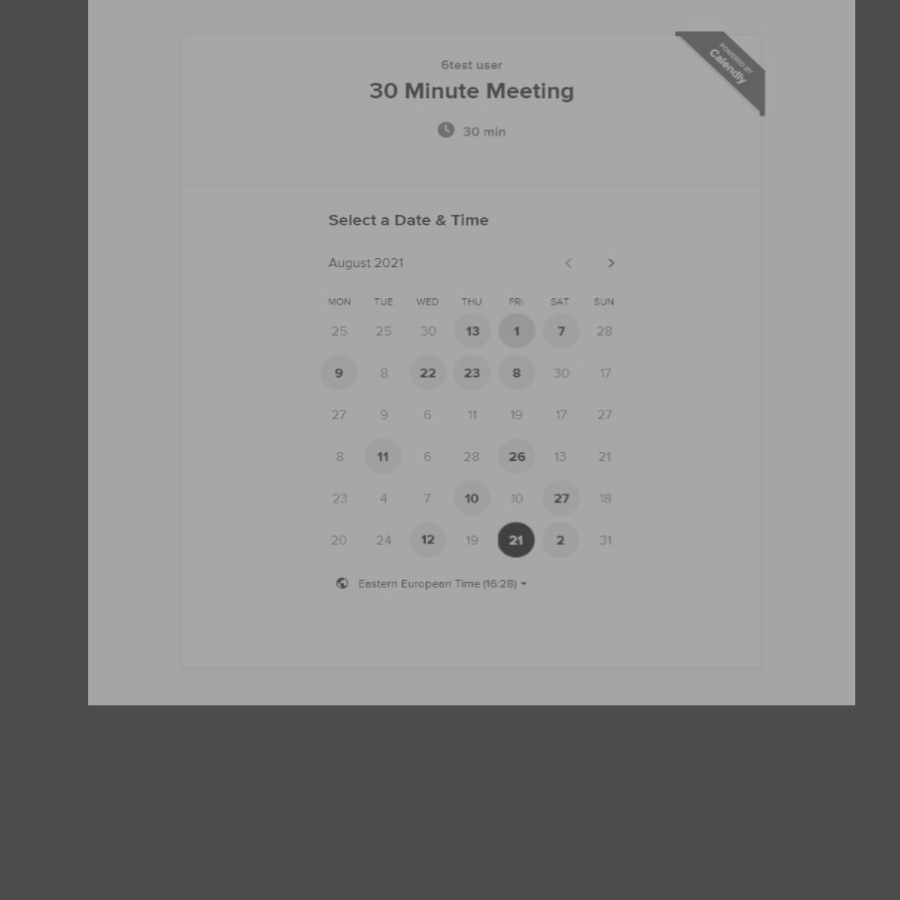 POWERED BY
Calendly
6test user
30 Minute Meeting
30 min
Select a Date & Time
August 2021
MON TUE WED THU FRI SAT SUN
25 25 30 13 1 7 28
9 8 22 23 8 30 17
27 9 6 11 19 17 27
8 11 6 28 26 13 21
23 4 7 10 10 27 18
20 24 12 19 21 2 31
Eastern European Time (16:28)